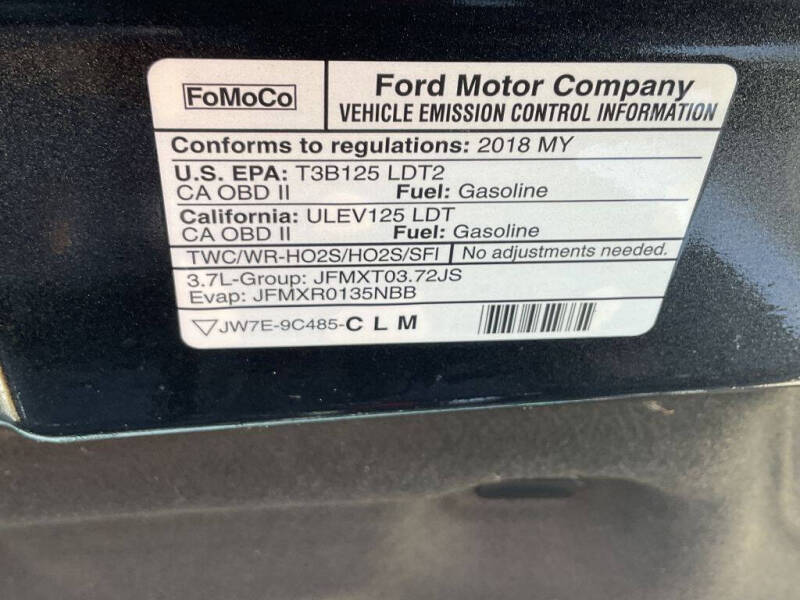 FoMoCo
Ford Motor Company
VEHICLE EMISSION CONTROL INFORMATION
Conforms to regulations: 2018 MY
U.S. EPA: T3B125 LDT2
CA OBD II Fuel: Gasoline
California: ULEV125 LDT
CA OBD II Fuel: Gasoline
TWC/WR-HO2S/HO2S/SFI No adjustments needed.
3.7L-Group: JFMXT03.72JS
Evap: JFMXR0135NBB
JW7E-9C485-C L M